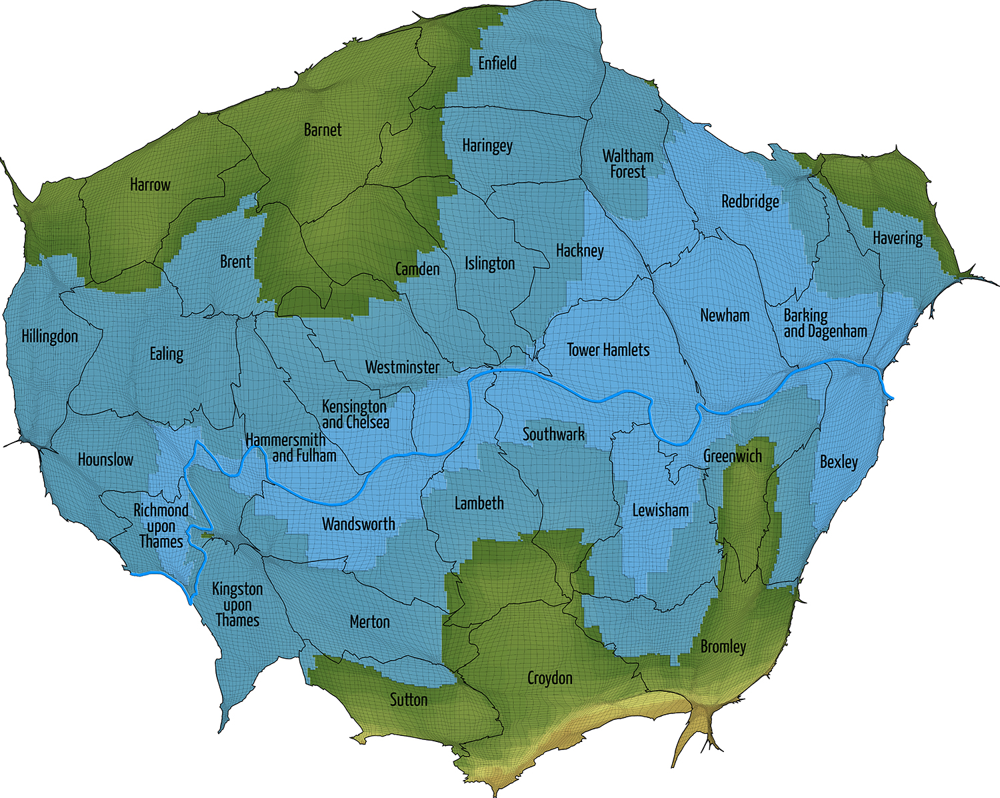 Enfield
Barnet
Haringey
Waltham
Forest
Harrow
Redbridge
Havering
Brent
Camden
Islington
Hackney
Hillingdon
Ealing
Westminster
Tower Hamlets
Newham
Barking
and Dagenham
Kensington
and Chelsea
Hammersmith
and Fulham
Southwark
Hounslow
Greenwich
Bexley
Richmond
upon
Thames
Wandsworth
Lambeth
Lewisham
Kingston
upon
Thames
Merton
Bromley
Croydon
Sutton